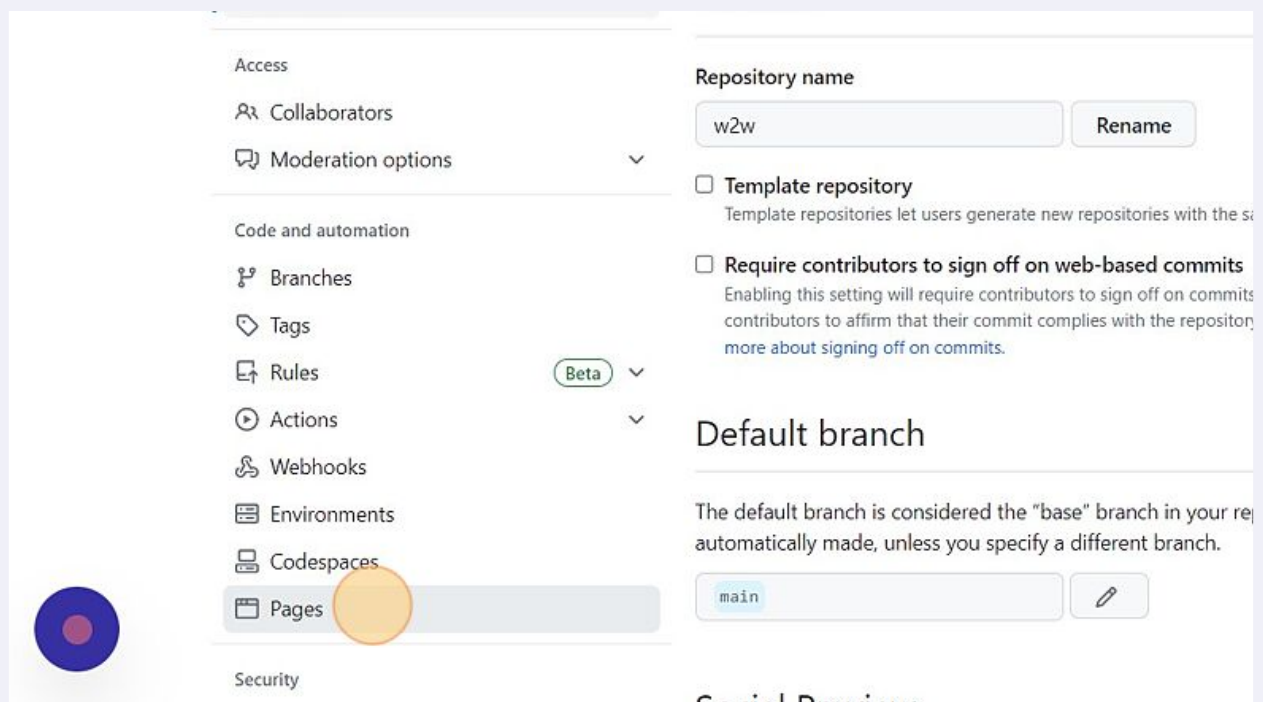 Access
Collaborators
Moderation options
Code and automation
Branches
Tags
Rules
Beta
Actions
Webhooks
Environments
Codespaces
Pages
Security
Repository name
w2w
Rename
Template repository
Template repositories let users generate new repositories with the
Require contributors to sign off on web-based commits
Enabling this setting will require contributors to sign off on commits
contributors to affirm that their commit complies with the repository
more about signing off on commits.
Default branch
The default branch is considered the "base" branch in your
automatically made, unless you specify a different branch.
main